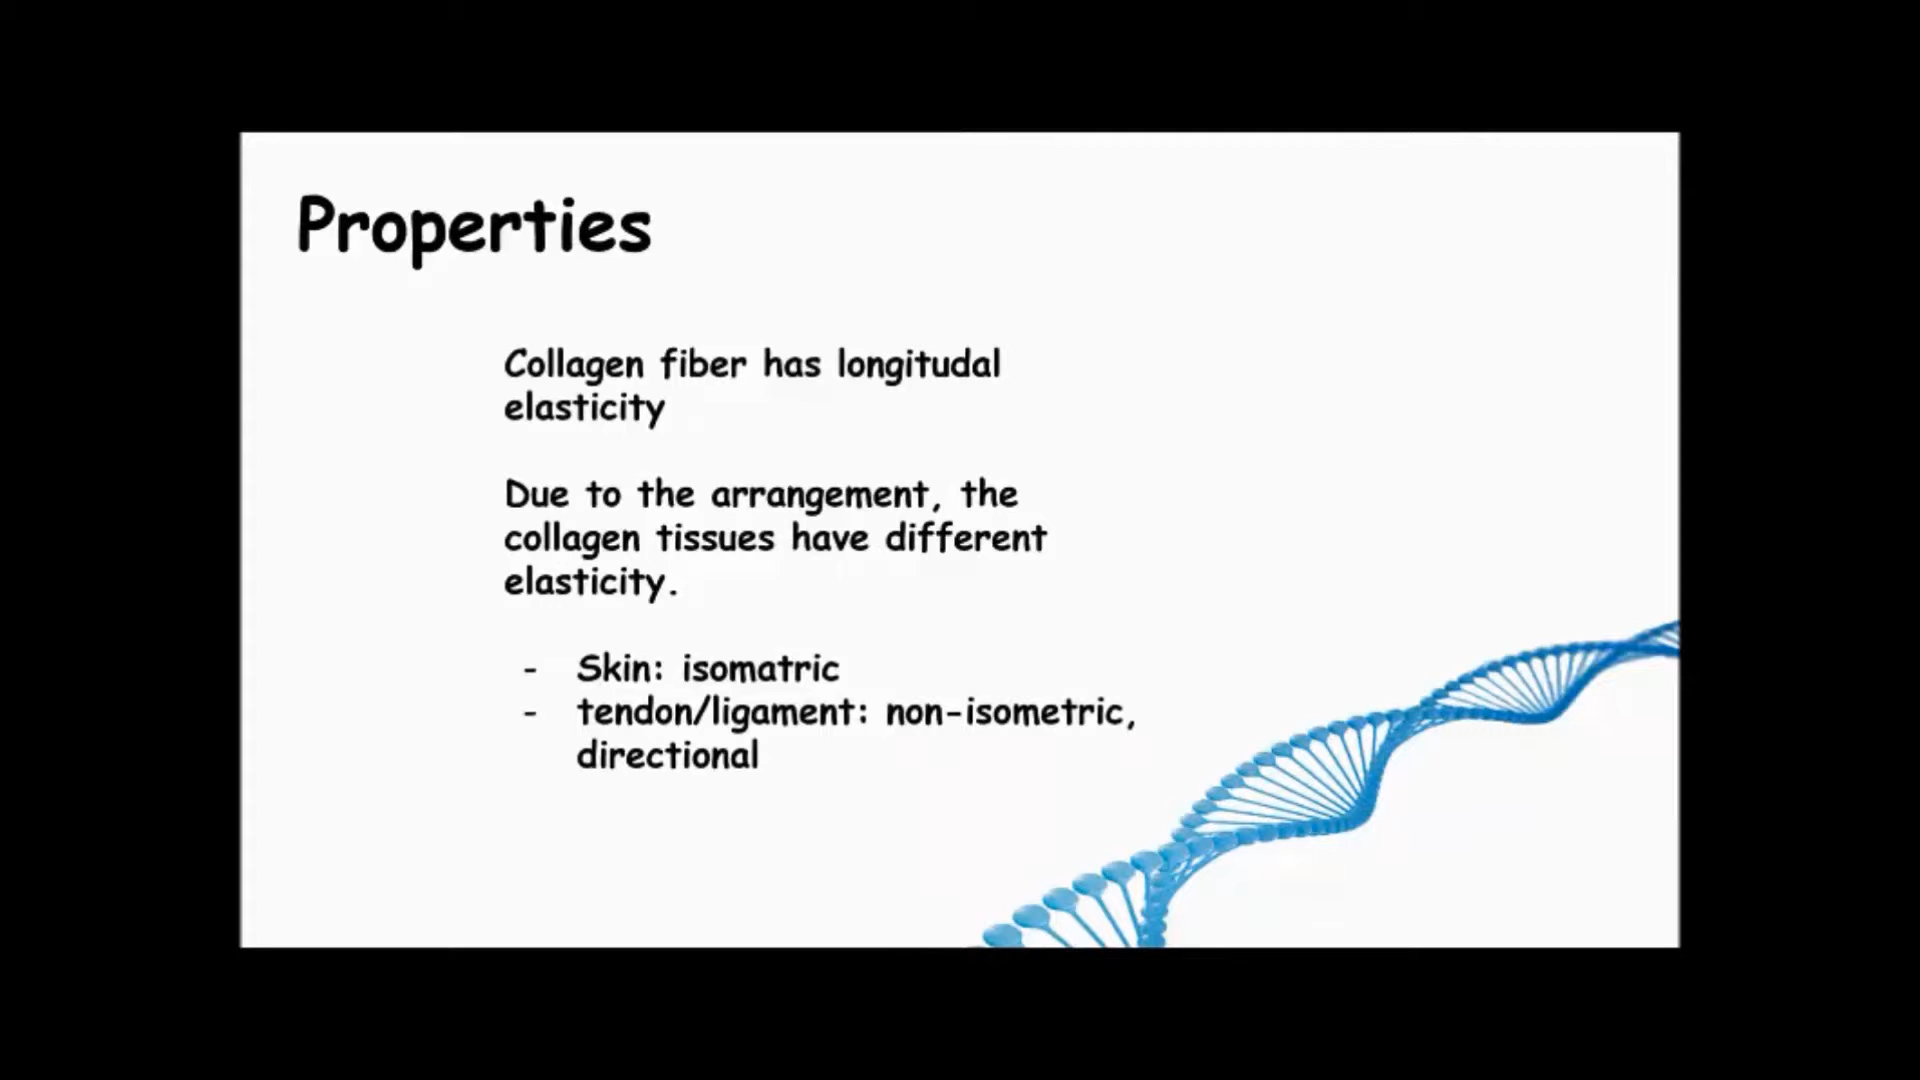 Properties
Collagen fiber has longitudal
elasticity
Due to the arrangement, the
collagen tissues have different
elasticity.
- Skin: isomatric
- tendon/ligament: non-isometric,
directional